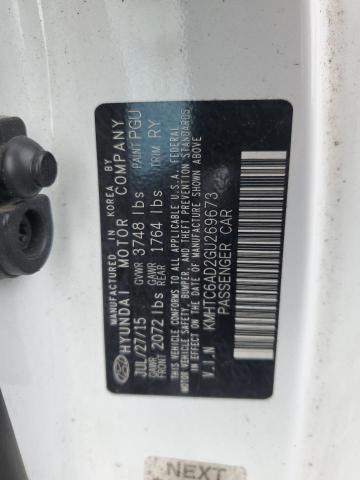 MANUFACTURED IN KOREA BY
HYUNDAI MOTOR COMPANY
JUL/27/15 GVWR 3748 lbs PAINT PGU
GAWR FRONT 2072 lbs GAWR REAR 1764 lbs TRIM RY
THIS VEHICLE CONFORMS TO ALL APPLICABLE U.S.A. FEDERAL
MOTOR VEHICLE SAFETY, BUMPER, AND THEFT PREVENTION STANDARDS
IN EFFECT ON THE DATE OF MANUFACTURE SHOWN ABOVE
V.I.N KMHTC6AD2GU269673
PASSENGER CAR
NEXT